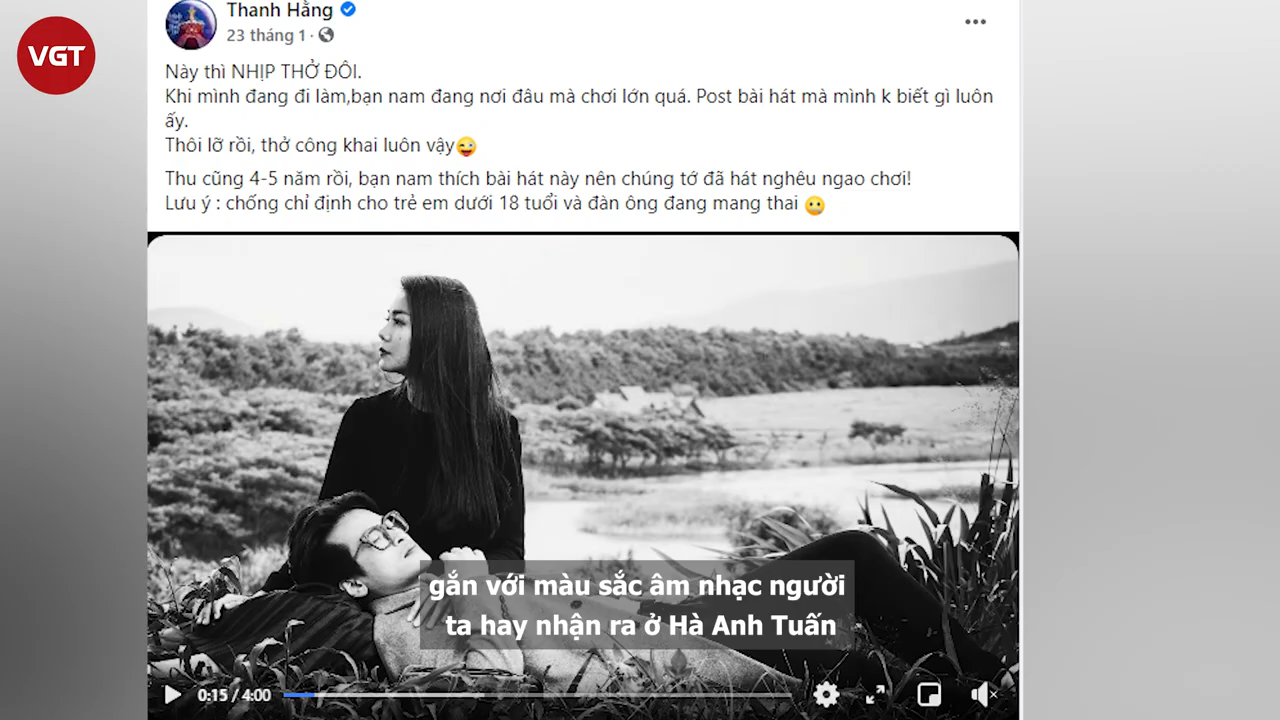 VGT
Thanh Hằng
23 tháng 1 ·
Này thì NHỊP THỞ ĐÔI.
Khi mình đang đi làm,bạn nam đang nơi đâu mà chơi lớn quá. Post bài hát mà mình k biết gì luôn
ấy.
Thôi lỡ rồi, thở công khai luôn vậy😜
Thu cũng 4-5 năm rồi, bạn nam thích bài hát này nên chúng tớ đã hát nghêu ngao chơi!
Lưu ý : chống chỉ định cho trẻ em dưới 18 tuổi và đàn ông đang mang thai 😬
gắn với màu sắc âm nhạc người
ta hay nhận ra ở Hà Anh Tuấn
0:15 / 4:00